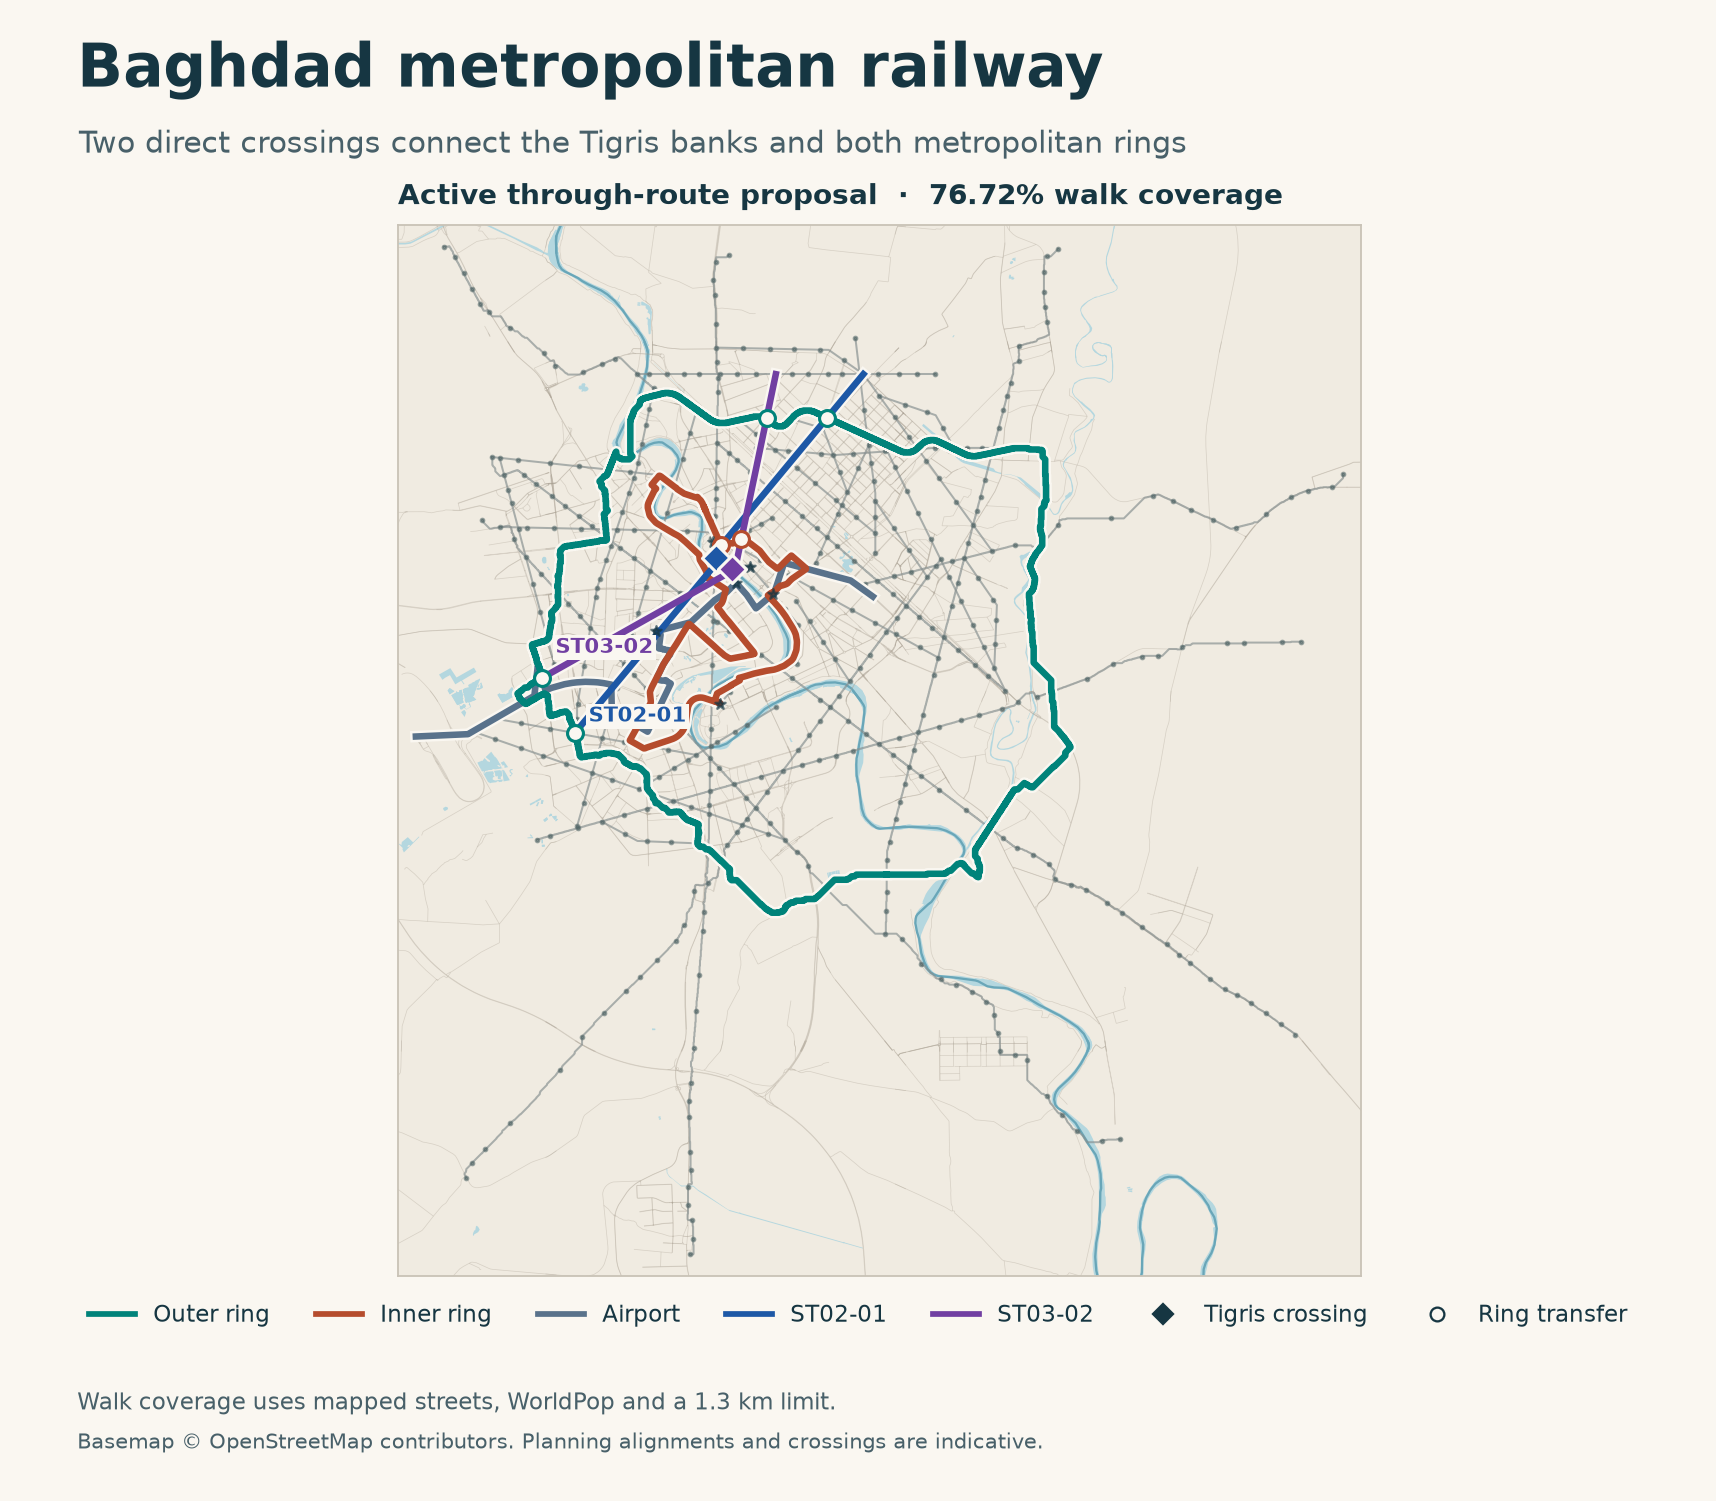 Baghdad metropolitan railway
Two direct crossings connect the Tigris banks and both metropolitan rings
Active through-route proposal · 76.72% walk coverage
ST03-02
ST02-01
Outer ring
Inner ring
Airport
ST02-01
ST03-02
Tigris crossing
Ring transfer
Walk coverage uses mapped streets, WorldPop and a 1.3 km limit.
Basemap © OpenStreetMap contributors. Planning alignments and crossings are indicative.